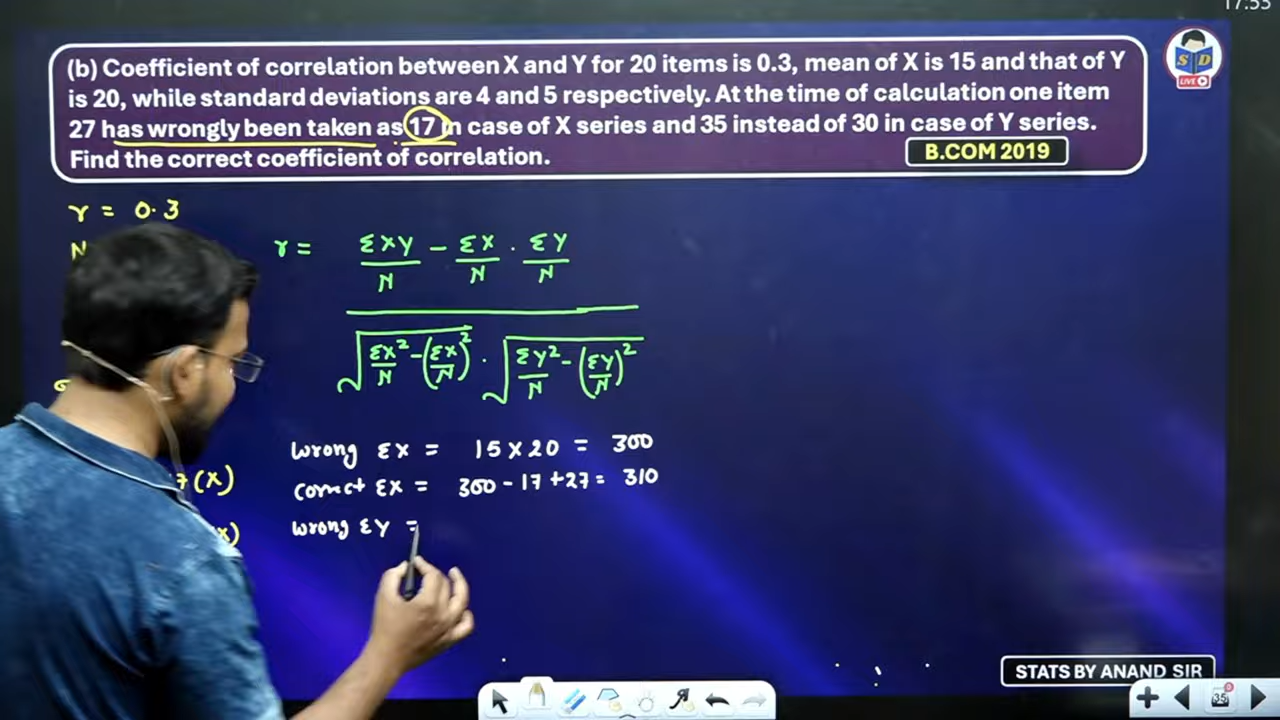 17:53
(b) Coefficient of correlation between X and Y for 20 items is 0.3, mean of X is 15 and that of Y
is 20, while standard deviations are 4 and 5 respectively. At the time of calculation one item
27 has wrongly been taken as 17 in case of X series and 35 instead of 30 in case of Y series.
Find the correct coefficient of correlation.
B.COM 2019
S D
LIVE
r = 0.3
N
r = ΣXY/N - ΣX/N · ΣY/N
√ΣX²/N - (ΣX/N)² · √ΣY²/N - (ΣY/N)²
σ
wrong ΣX = 15 X 20 = 300
(X)
correct ΣX = 300 - 17 + 27 = 310
wrong ΣY =
STATS BY ANAND SIR
35